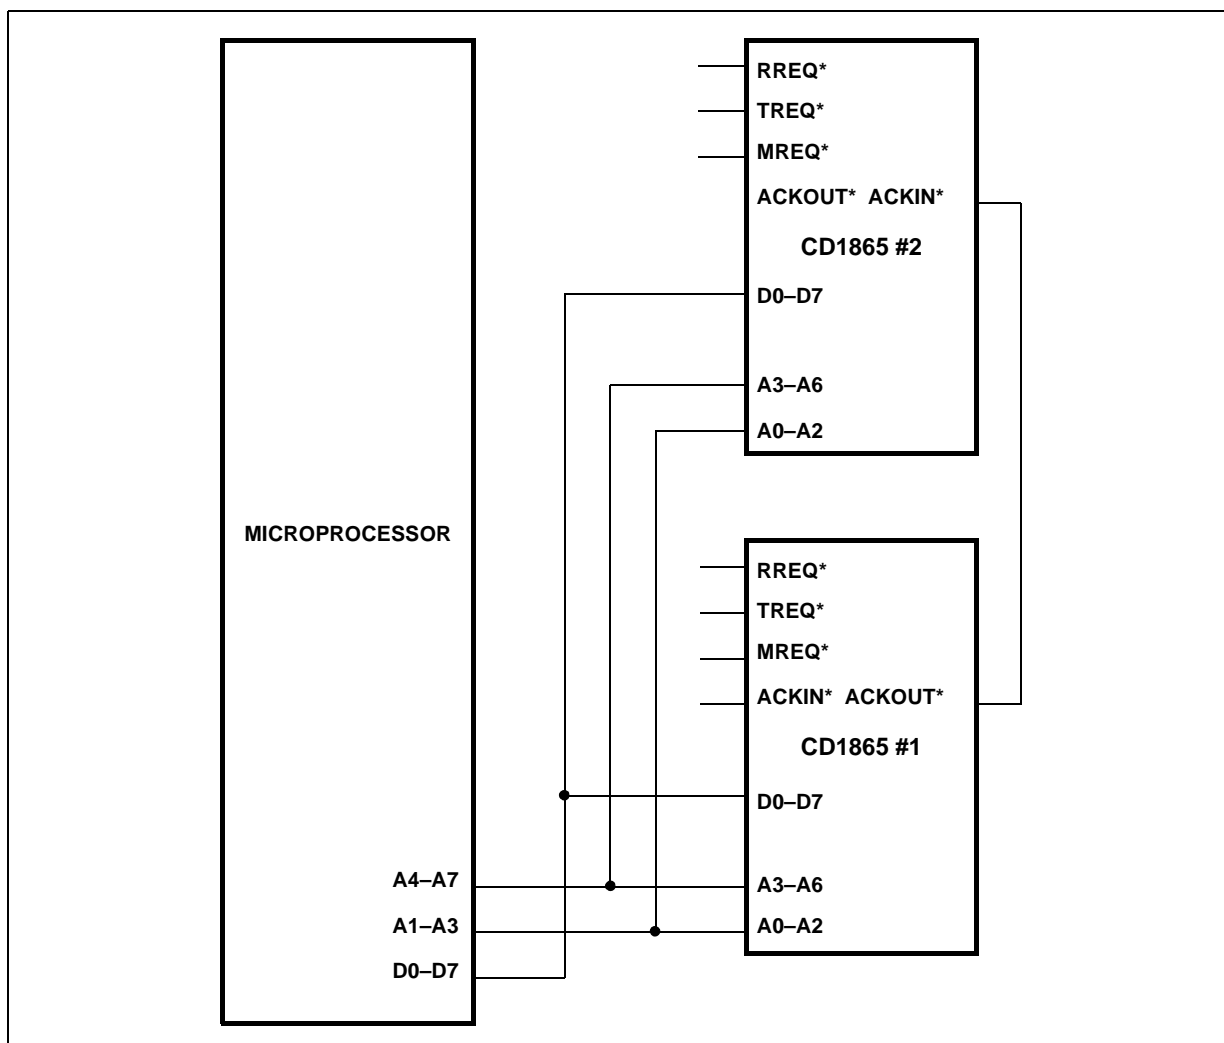 RREQ*
TREQ*
MREQ*
ACKOUT* ACKIN*
CD1865 #2
D0–D7
A3–A6
A0–A2
MICROPROCESSOR
RREQ*
TREQ*
MREQ*
ACKIN* ACKOUT*
CD1865 #1
D0–D7
A4–A7
A3–A6
A1–A3
A0–A2
D0–D7